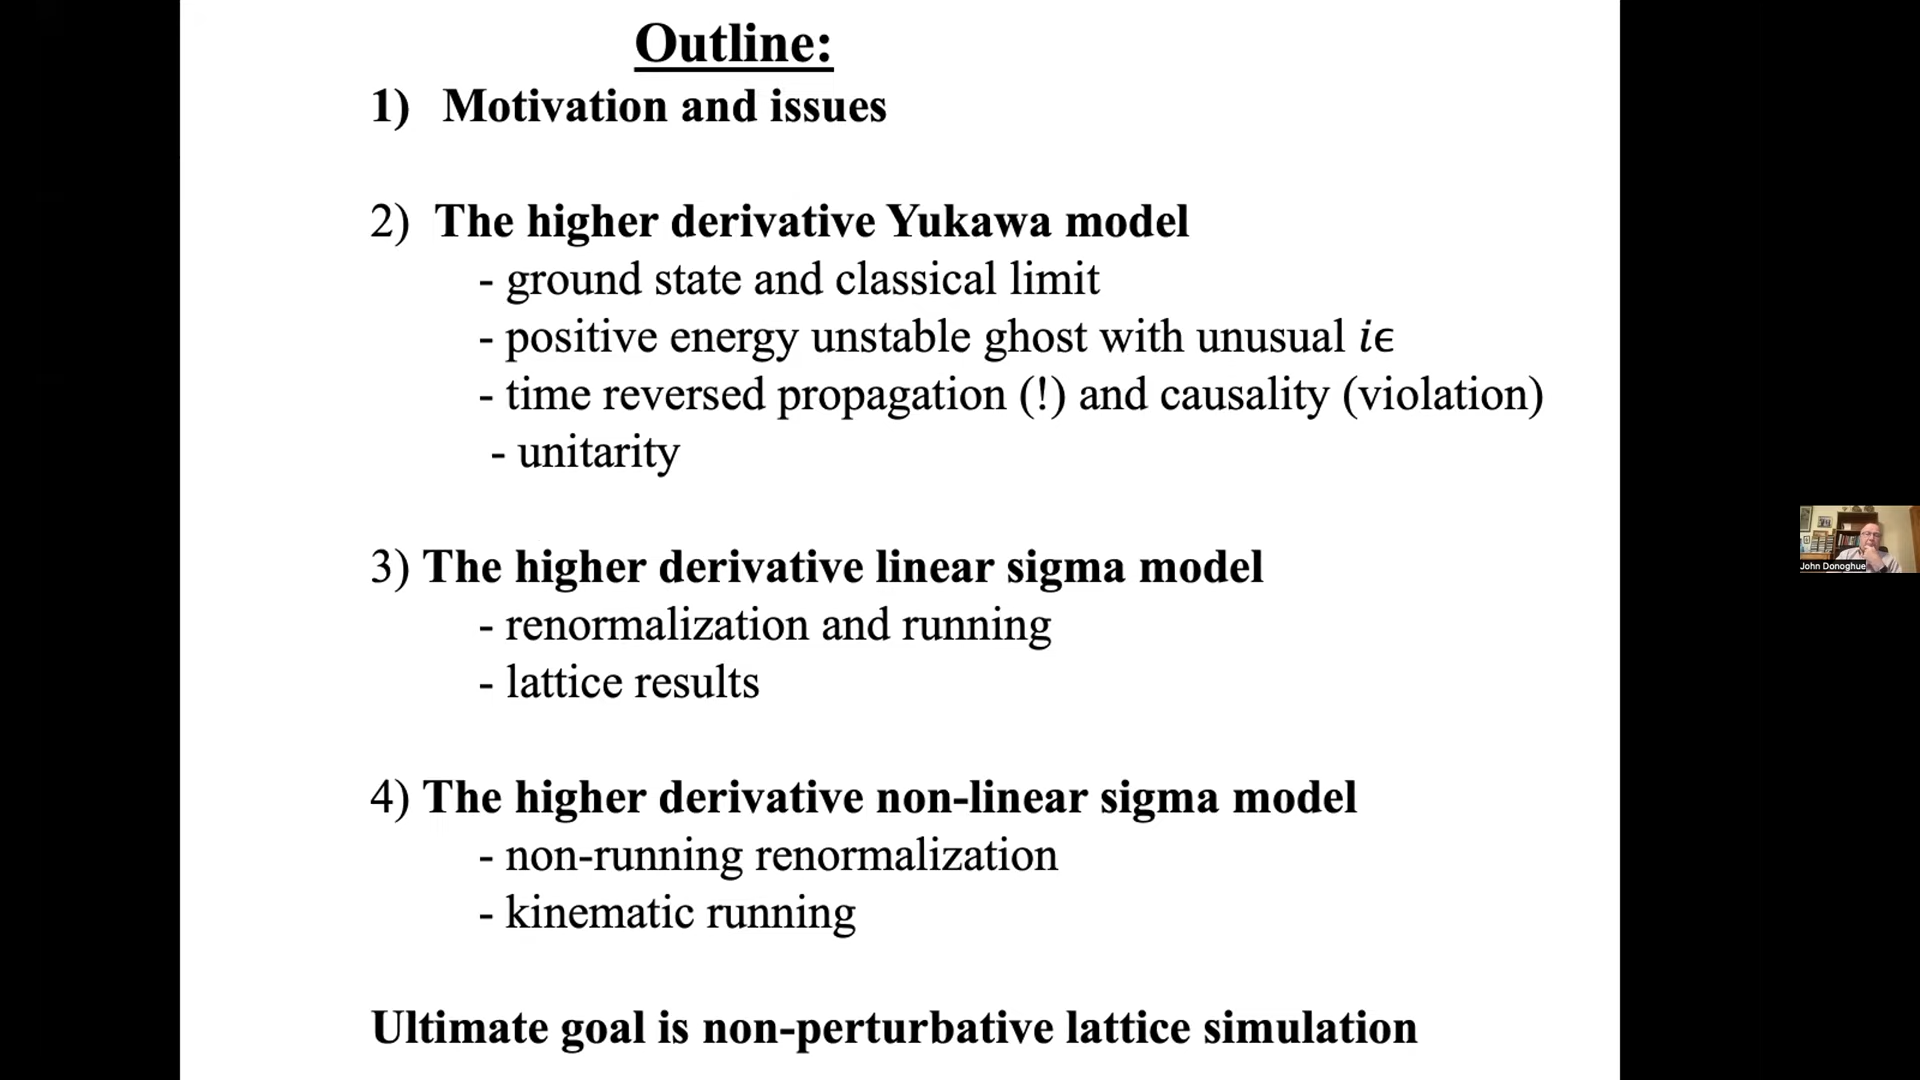 Outline:
1) Motivation and issues
2) The higher derivative Yukawa model
- ground state and classical limit
- positive energy unstable ghost with unusual iϵ
- time reversed propagation (!) and causality (violation)
- unitarity
3) The higher derivative linear sigma model
- renormalization and running
- lattice results
4) The higher derivative non-linear sigma model
- non-running renormalization
- kinematic running
Ultimate goal is non-perturbative lattice simulation
John Donoghue